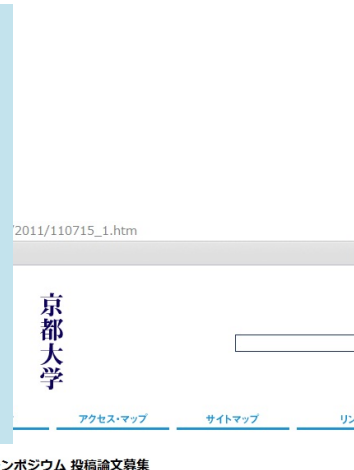 /2011/110715_1.htm
京都大学
アクセス・マップ サイトマップ リン
ンポジウム 投稿論文募集